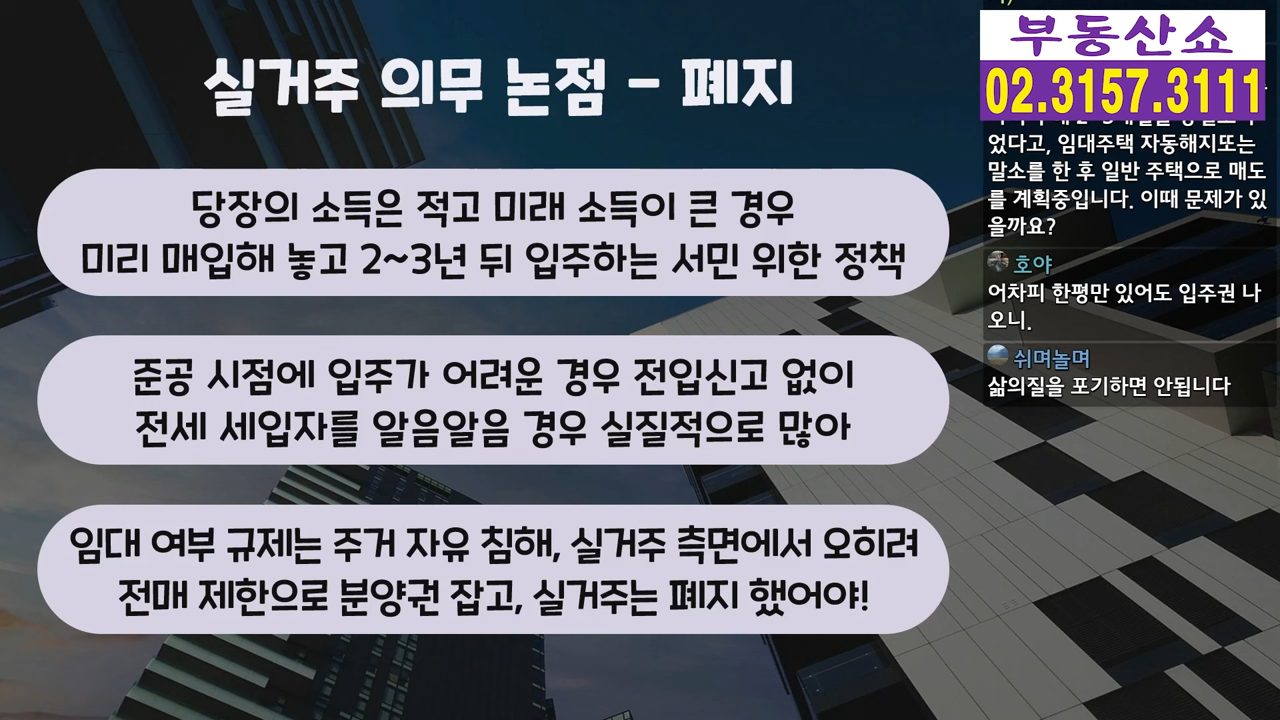 실거주 의무 논점 - 폐지
당장의 소득은 적고 미래 소득이 큰 경우
미리 매입해 놓고 2~3년 뒤 입주하는 서민 위한 정책
준공 시점에 입주가 어려운 경우 전입신고 없이
전세 세입자를 알음알음 경우 실질적으로 많아
임대 여부 규제는 주거 자유 침해, 실거주 측면에서 오히려
전매 제한으로 분양권 잡고, 실거주는 폐지 했어야!
부동산쇼
02.3157.3111
었다고, 임대주택 자동해지또는
말소를 한 후 일반 주택으로 매도
를 계획중입니다. 이때 문제가 있
을까요?
호야
어차피 한평만 있어도 입주권 나
오니.
쉬며놀며
삶의질을 포기하면 안됩니다